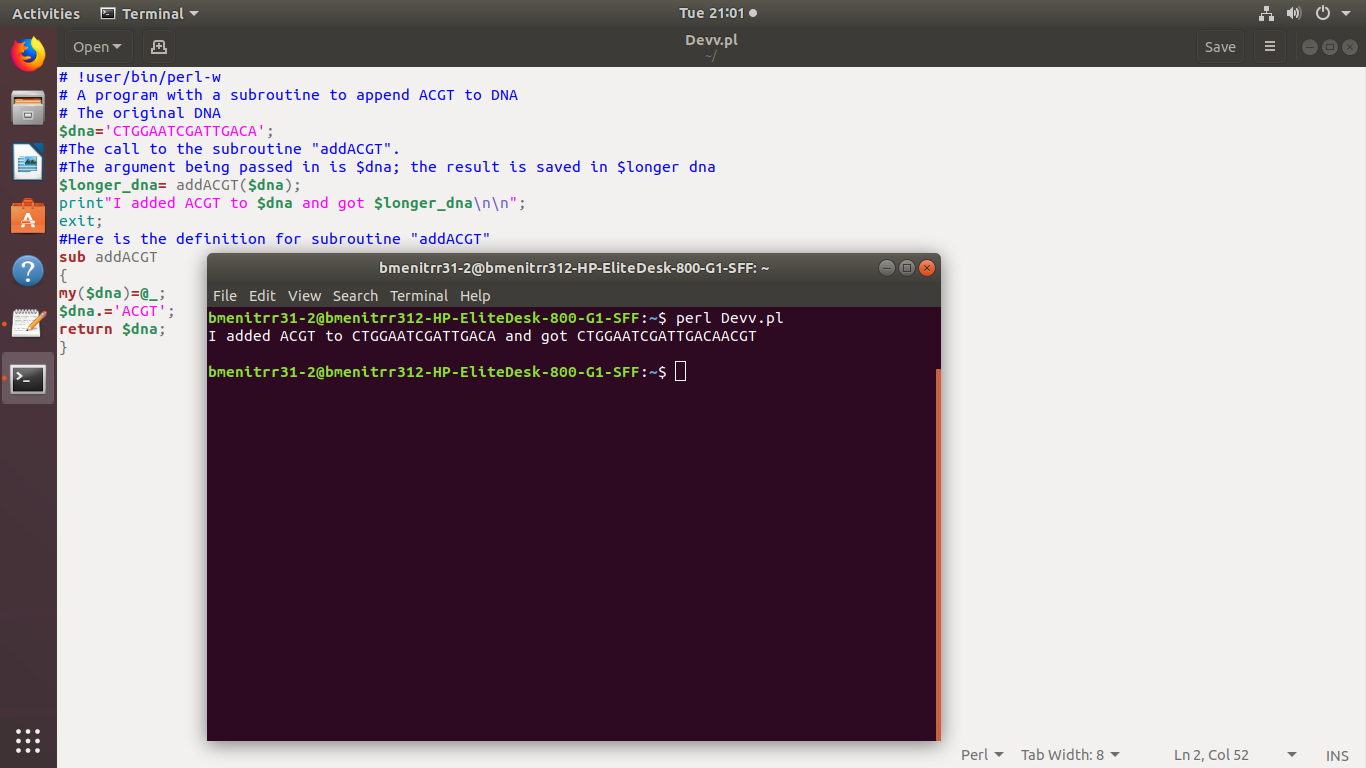 Activities Terminal Tue 21:01
Open Devv.pl Save
~/
# !user/bin/perl-w
# A program with a subroutine to append ACGT to DNA
# The original DNA
$dna='CTGGAATCGATTGACA';
#The call to the subroutine "addACGT".
#The argument being passed in is $dna; the result is saved in $longer dna
$longer_dna= addACGT($dna);
print"I added ACGT to $dna and got $longer_dna\n\n";
exit;
#Here is the definition for subroutine "addACGT"
sub addACGT
{
my($dna)=@_;
$dna.='ACGT';
return $dna;
}
bmenitrr31-2@bmenitrr312-HP-EliteDesk-800-G1-SFF: ~
File Edit View Search Terminal Help
bmenitrr31-2@bmenitrr312-HP-EliteDesk-800-G1-SFF:~$ perl Devv.pl
I added ACGT to CTGGAATCGATTGACA and got CTGGAATCGATTGACAACGT
bmenitrr31-2@bmenitrr312-HP-EliteDesk-800-G1-SFF:~$
Perl Tab Width: 8 Ln 2, Col 52 INS